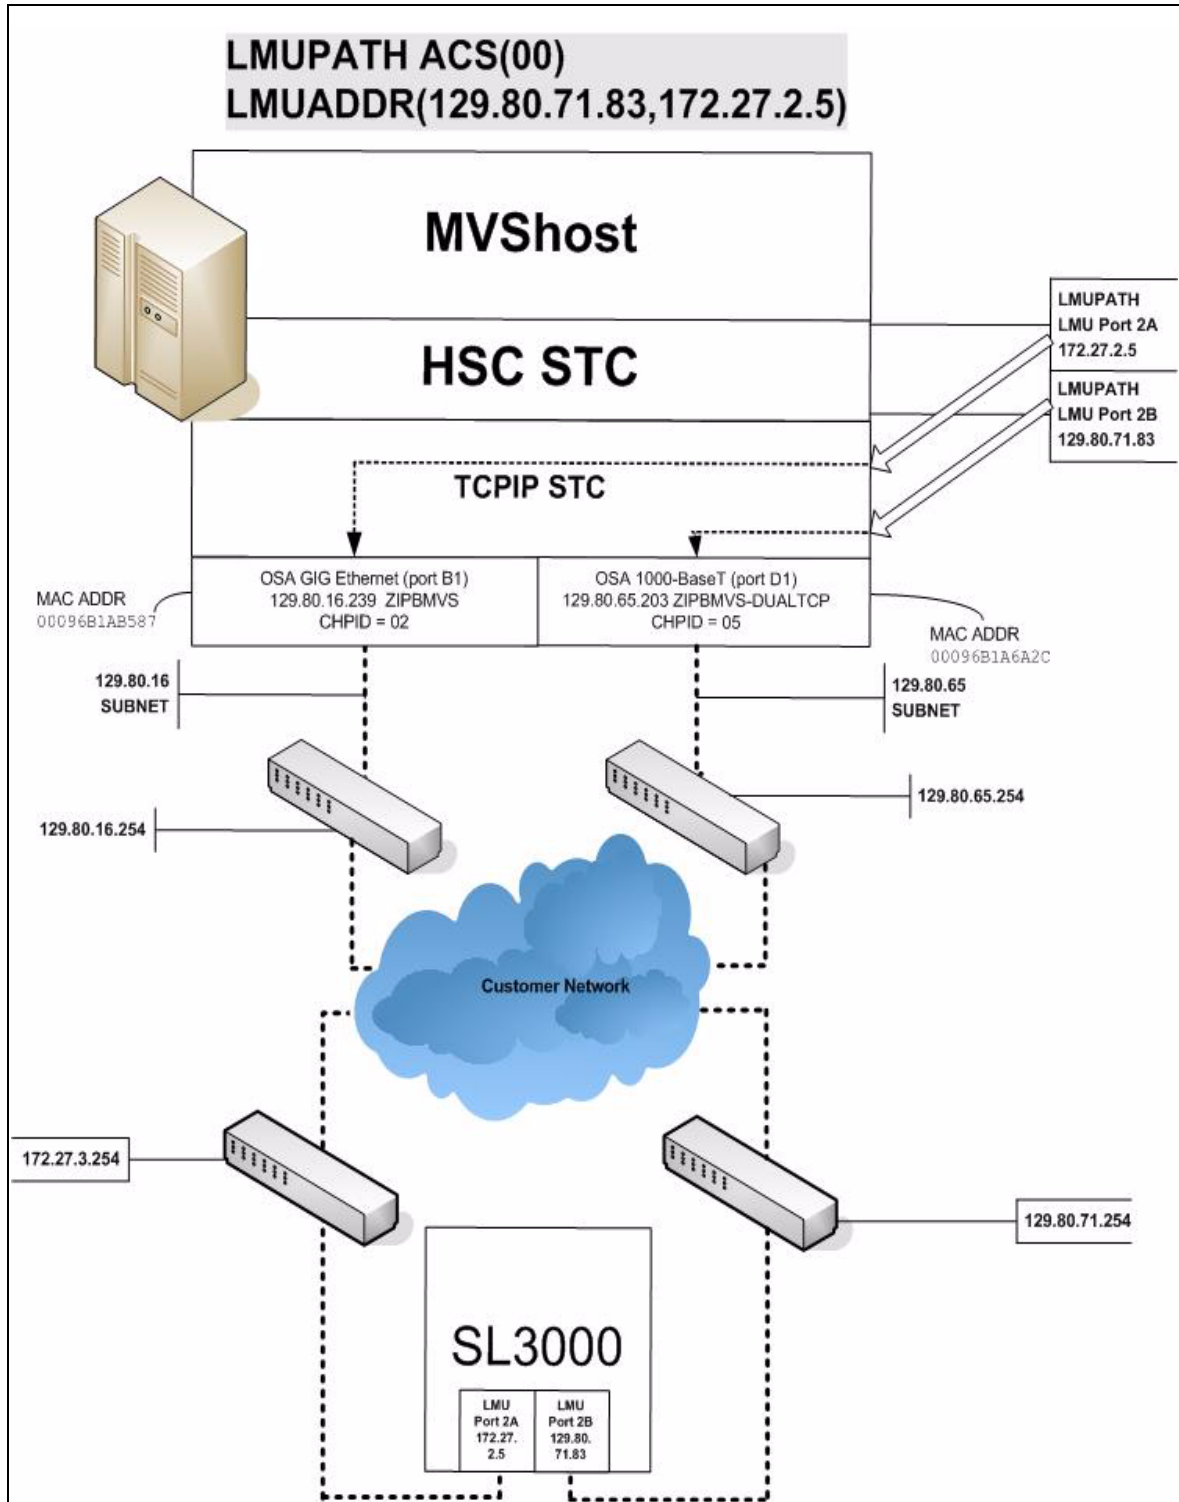 LMUPATH ACS(00)
LMUADDR(129.80.71.83,172.27.2.5)
MVShost
HSC STC
LMUPATH
LMU Port 2A
172.27.2.5
LMUPATH
LMU Port 2B
129.80.71.83
TCPIP STC
OSA GIG Ethernet (port B1)
129.80.16.239 ZIPBMVS
CHPID = 02
OSA 1000-BaseT (port D1)
129.80.65.203 ZIPBMVS-DUALTCP
CHPID = 05
MAC ADDR
00096B1AB587
MAC ADDR
00096B1A6A2C
129.80.16
SUBNET
129.80.65
SUBNET
129.80.16.254
129.80.65.254
Customer Network
172.27.3.254
129.80.71.254
SL3000
LMU
Port 2A
172.27.
2.5
LMU
Port 2B
129.80.
71.83